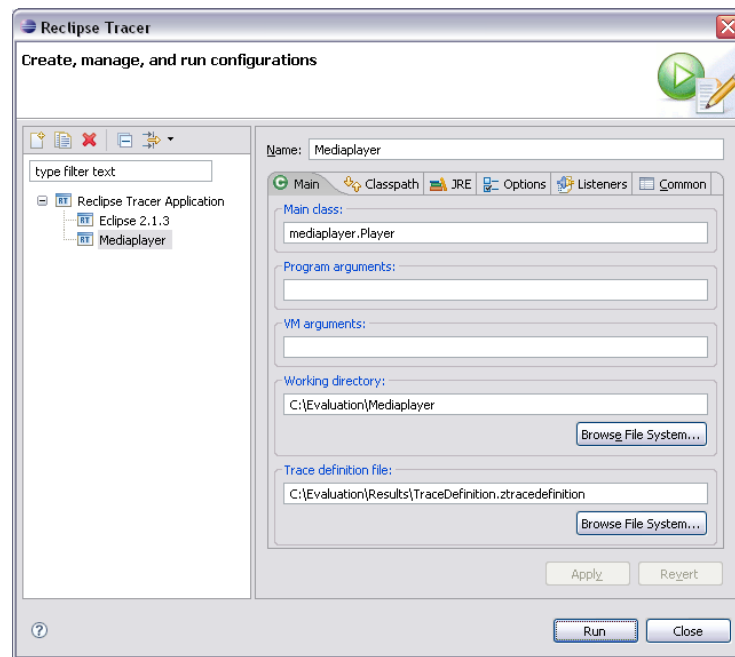 Reclipse Tracer
Create, manage, and run configurations
type filter text
Reclipse Tracer Application
Eclipse 2.1.3
Mediaplayer
Name: Mediaplayer
Main Classpath JRE Options Listeners Common
Main class:
mediaplayer.Player
Program arguments:
VM arguments:
Working directory:
C:\Evaluation\Mediaplayer
Browse File System...
Trace definition file:
C:\Evaluation\Results\TraceDefinition.ztracedefinition
Browse File System...
Apply Revert
Run Close